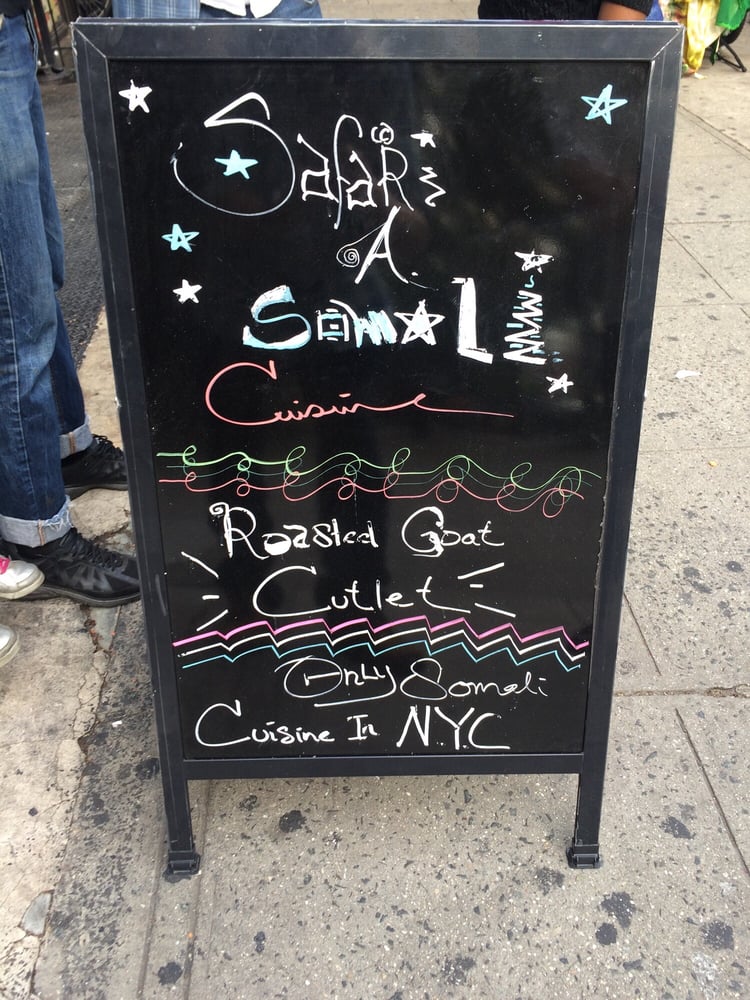 Safari
A.
Somali
Cuisine
Roasted Goat
Cutlet
Only Somali
Cuisine In NYC